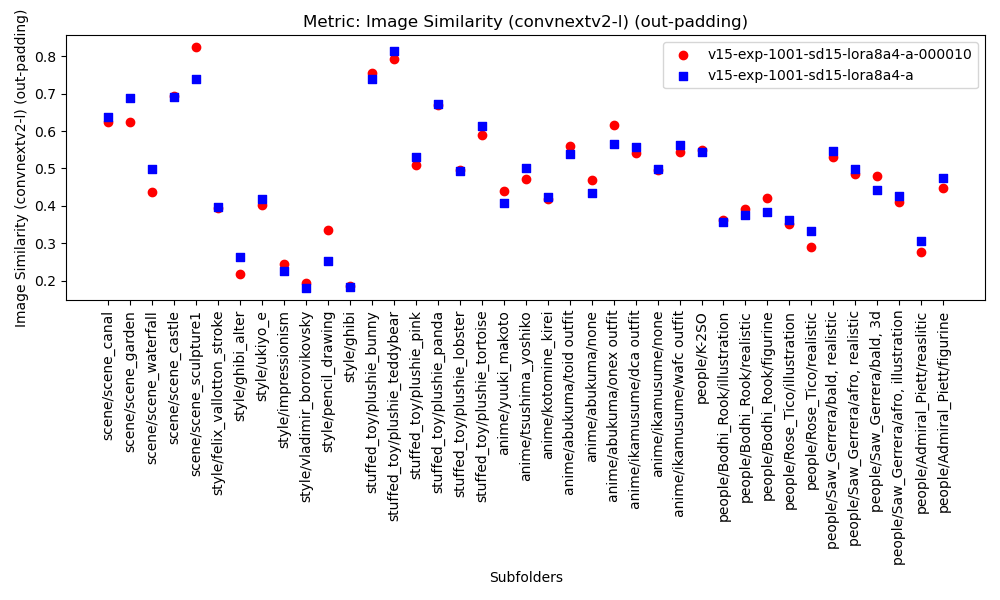 Metric: Image Similarity (convnextv2-l) (out-padding)
v15-exp-1001-sd15-lora8a4-a-000010
v15-exp-1001-sd15-lora8a4-a
Image Similarity (convnextv2-l) (out-padding)
0.8
0.7
0.6
0.5
0.4
0.3
0.2
scene/scene_canal
scene/scene_garden
scene/scene_waterfall
scene/scene_castle
scene/scene_sculpture1
style/felix_vallotton_stroke
style/ghibi_alter
style/ukiyo_e
style/impressionism
style/vladimir_borovikovsky
style/pencil_drawing
style/ghibi
stuffed_toy/plushie_bunny
stuffed_toy/plushie_teddybear
stuffed_toy/plushie_pink
stuffed_toy/plushie_panda
stuffed_toy/plushie_lobster
stuffed_toy/plushie_tortoise
anime/yuuki_makoto
anime/tsushima_yoshiko
anime/kotomine_kirei
anime/abukuma/toid outfit
anime/abukuma/none
anime/abukuma/onex outfit
anime/ikamusume/dca outfit
anime/ikamusume/none
anime/ikamusume/wafc outfit
people/K-2SO
people/Bodhi_Rook/illustration
people/Bodhi_Rook/realistic
people/Bodhi_Rook/figurine
people/Rose_Tico/illustration
people/Rose_Tico/realistic
people/Saw_Gerrera/bald, realistic
people/Saw_Gerrera/afro, realistic
people/Saw_Gerrera/bald, 3d
people/Saw_Gerrera/afro, illustration
people/Admiral_Piett/reasilitic
people/Admiral_Piett/figurine
Subfolders